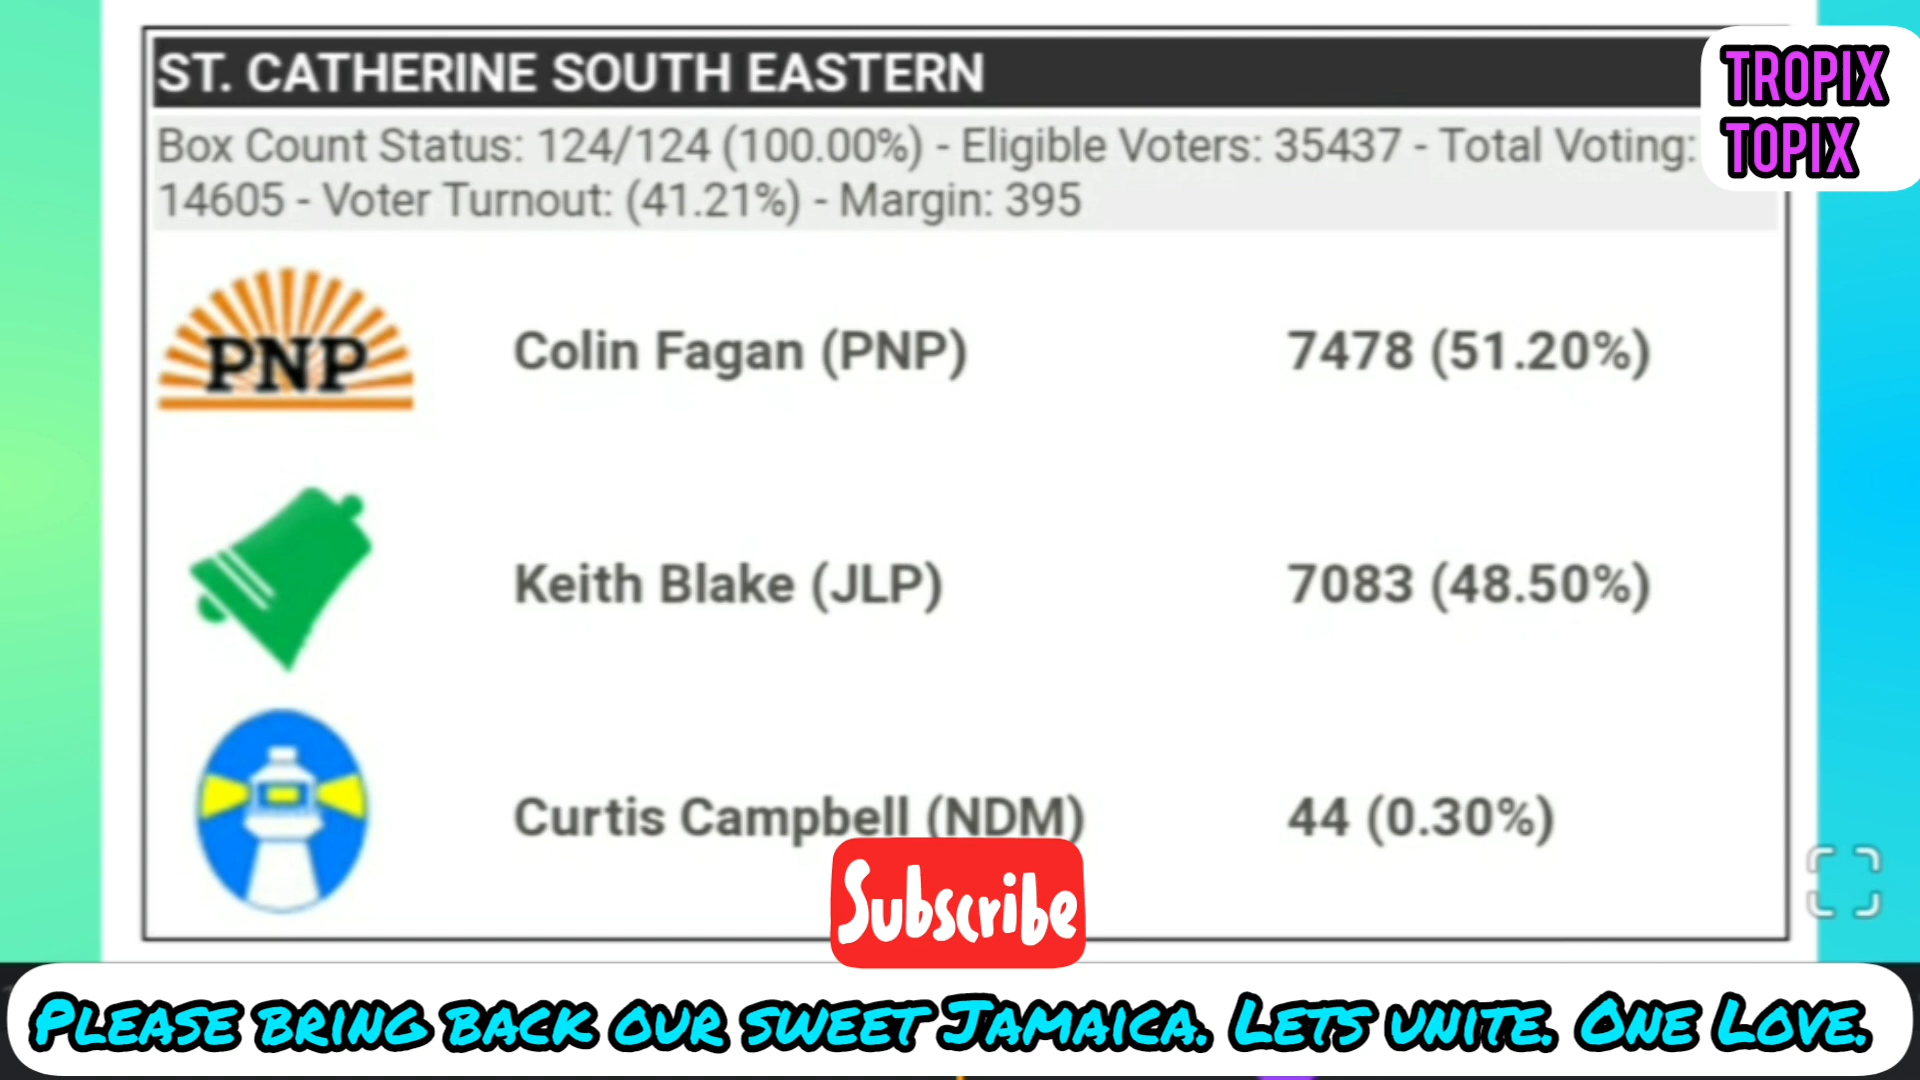 ST. CATHERINE SOUTH EASTERN
TROPIX
TOPIX
Box Count Status: 124/124 (100.00%) - Eligible Voters: 35437 - Total Voting:
14605 - Voter Turnout: (41.21%) - Margin: 395
PNP
Colin Fagan (PNP) 7478 (51.20%)
Keith Blake (JLP) 7083 (48.50%)
Curtis Campbell (NDM) 44 (0.30%)
Subscribe
PLEASE BRING BACK OUR SWEET JAMAICA. LETS UNITE. ONE LOVE.